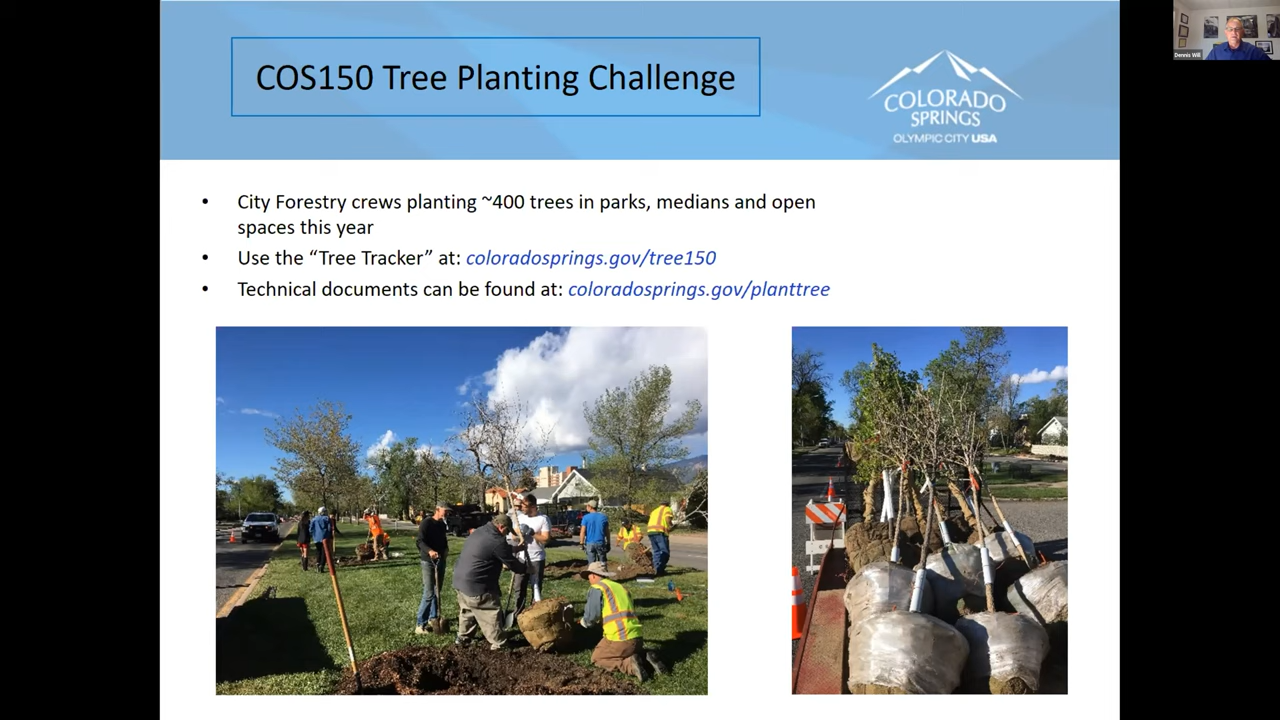 COS150 Tree Planting Challenge
COLORADO
SPRINGS
OLYMPIC CITY USA
Dennis Will
• City Forestry crews planting ~400 trees in parks, medians and open
spaces this year
• Use the “Tree Tracker” at: coloradosprings.gov/tree150
• Technical documents can be found at: coloradosprings.gov/planttree